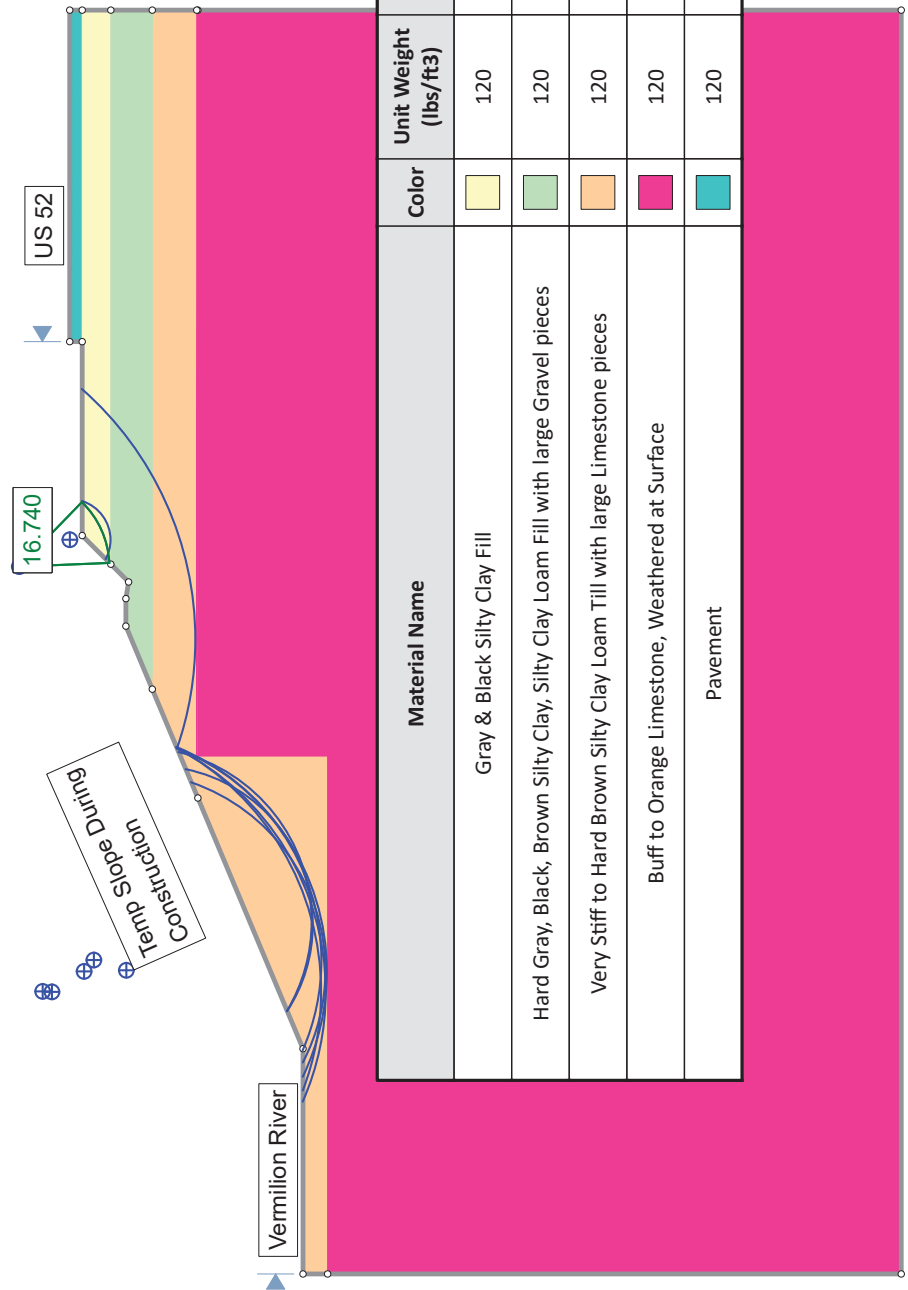 US 52
16.740
Temp Slope During
Construction
Vermilion River
Material Name Color Unit Weight
(lbs/ft3)
Gray & Black Silty Clay Fill 120
Hard Gray, Black, Brown Silty Clay, Silty Clay Loam Fill with large Gravel pieces 120
Very Stiff to Hard Brown Silty Clay Loam Till with large Limestone pieces 120
Buff to Orange Limestone, Weathered at Surface 120
Pavement 120